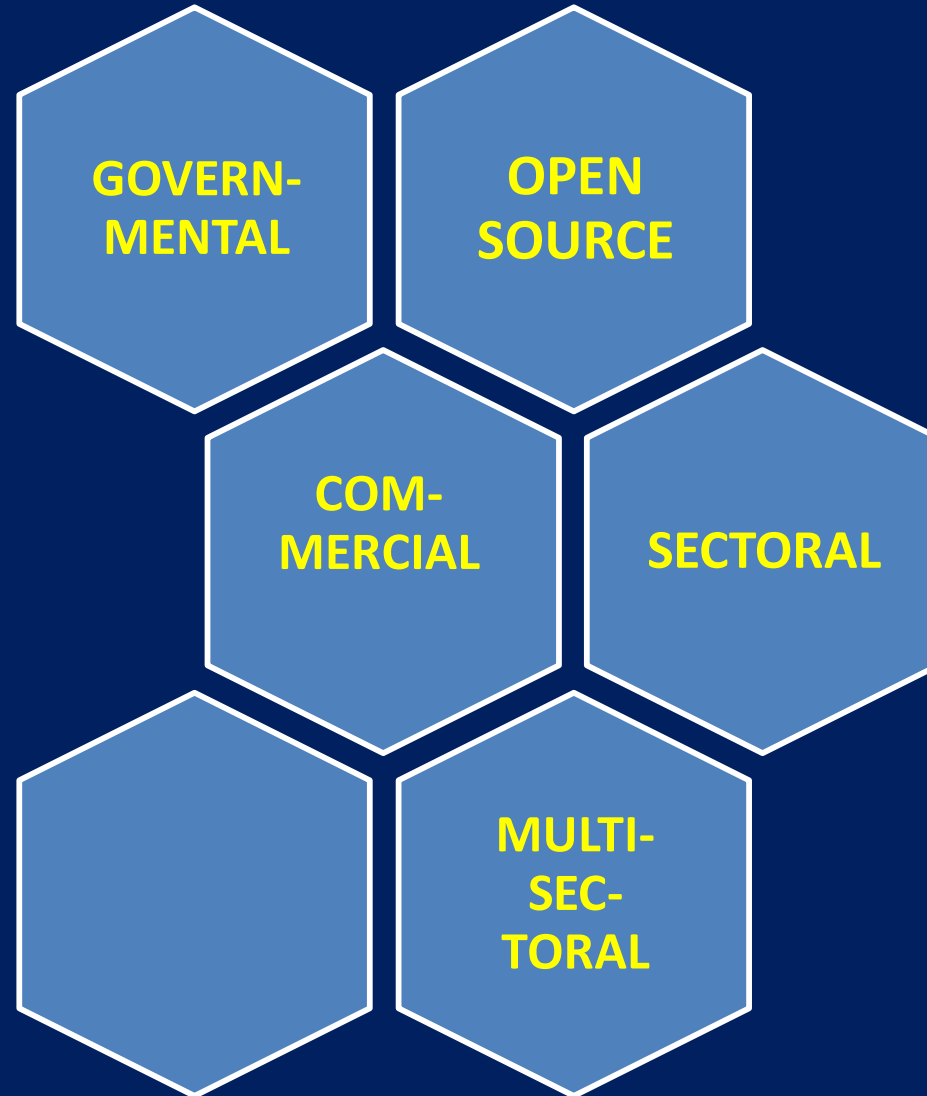 GOVERN-
MENTAL
OPEN
SOURCE
COM-
MERCIAL
SECTORAL
MULTI-
SEC-
TORAL